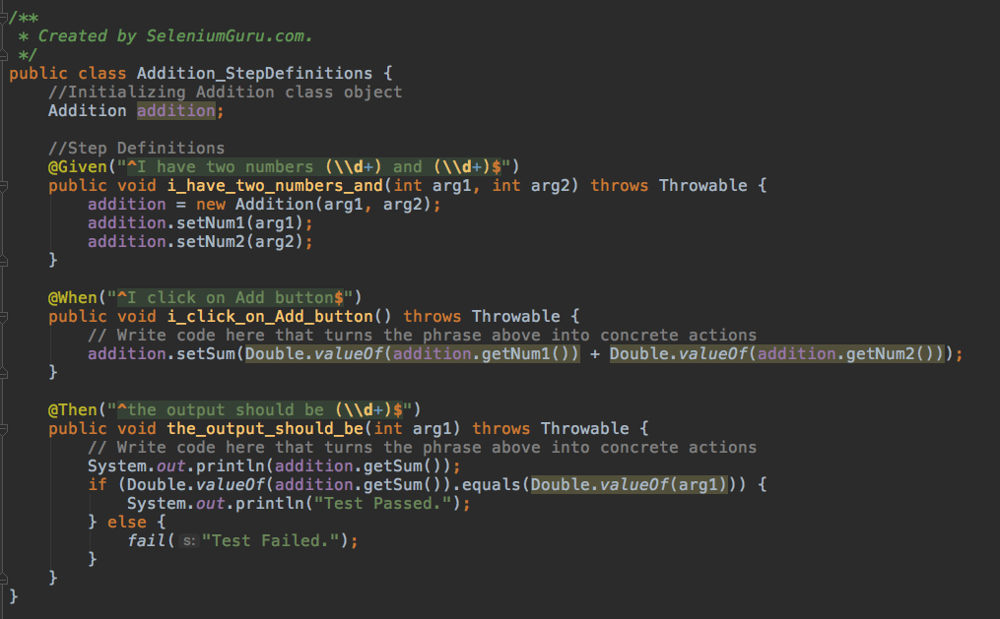 /**
 * Created by SeleniumGuru.com.
 */
public class Addition_StepDefinitions {
    //Initializing Addition class object
    Addition addition;

    //Step Definitions
    @Given("^I have two numbers (\\d+) and (\\d+)$")
    public void i_have_two_numbers_and(int arg1, int arg2) throws Throwable {
        addition = new Addition(arg1, arg2);
        addition.setNum1(arg1);
        addition.setNum2(arg2);
    }

    @When("^I click on Add button$")
    public void i_click_on_Add_button() throws Throwable {
        // Write code here that turns the phrase above into concrete actions
        addition.setSum(Double.valueOf(addition.getNum1()) + Double.valueOf(addition.getNum2()));
    }

    @Then("^the output should be (\\d+)$")
    public void the_output_should_be(int arg1) throws Throwable {
        // Write code here that turns the phrase above into concrete actions
        System.out.println(addition.getSum());
        if (Double.valueOf(addition.getSum()).equals(Double.valueOf(arg1))) {
            System.out.println("Test Passed.");
        } else {
            fail( s: "Test Failed.");
        }
    }
}